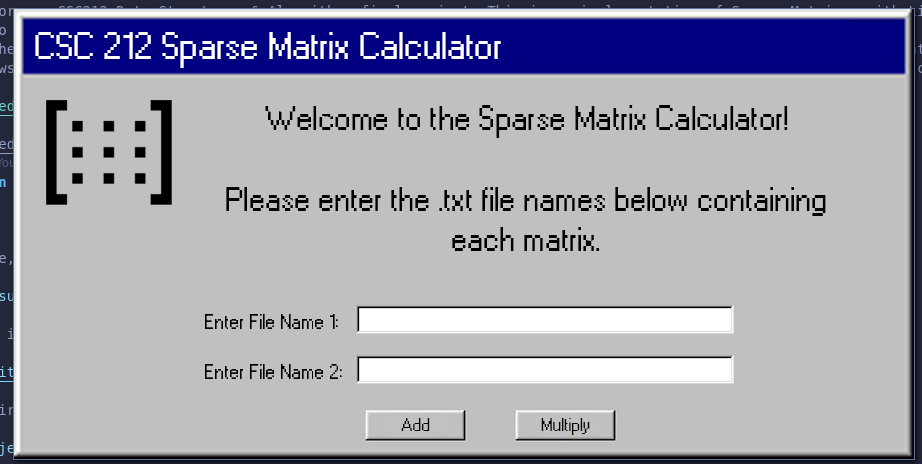 CSC 212 Sparse Matrix Calculator
Welcome to the Sparse Matrix Calculator!
Please enter the .txt file names below containing
each matrix.
Enter File Name 1:
Enter File Name 2:
Add
Multiply